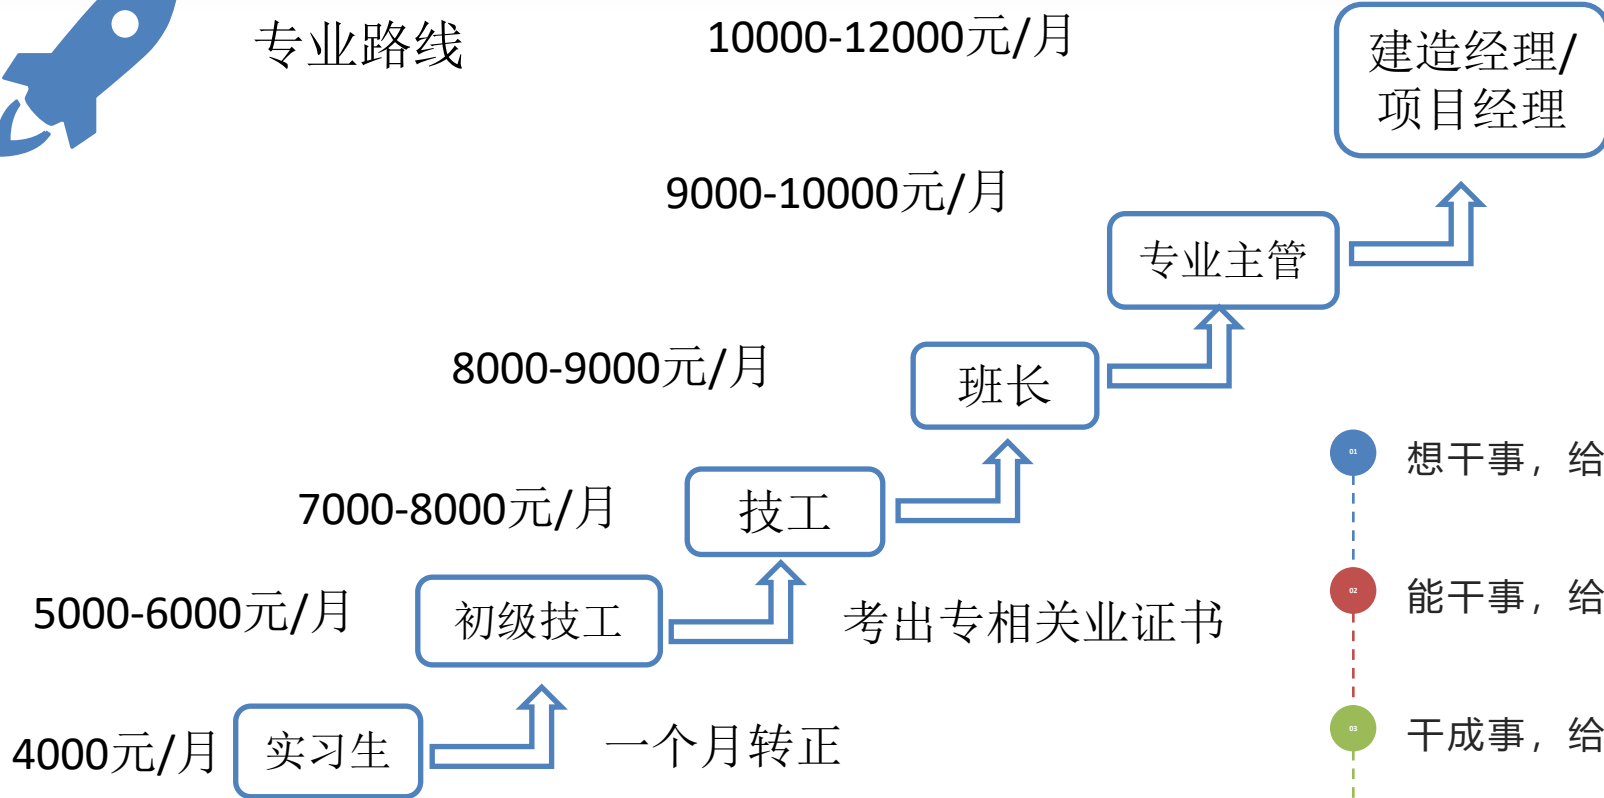 专业路线
10000-12000元/月
建造经理/
项目经理
9000-10000元/月
专业主管
8000-9000元/月
班长
01
想干事，给
7000-8000元/月
技工
02
能干事，给
5000-6000元/月
初级技工
考出专相关业证书
03
干成事，给
4000元/月
实习生
一个月转正